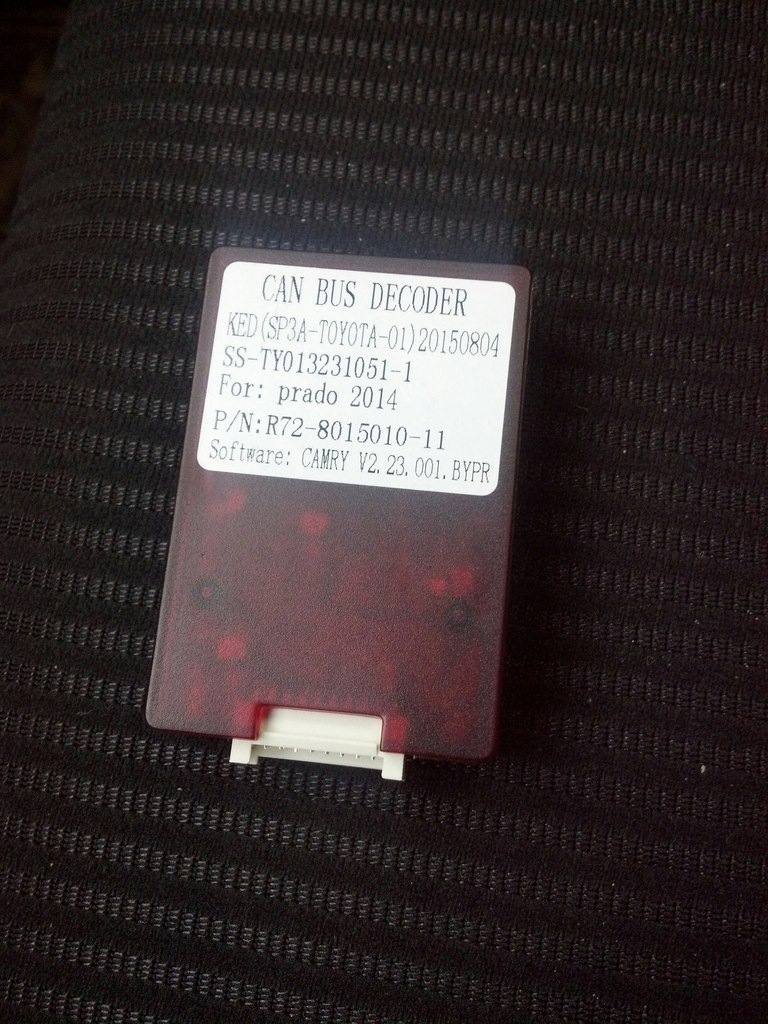 CAN BUS DECODER
KED(SP3A-TOYOTA-01)20150804
SS-TY013231051-1
For: prado 2014
P/N:R72-8015010-11
Software: CAMRY V2.23.001.BYPR